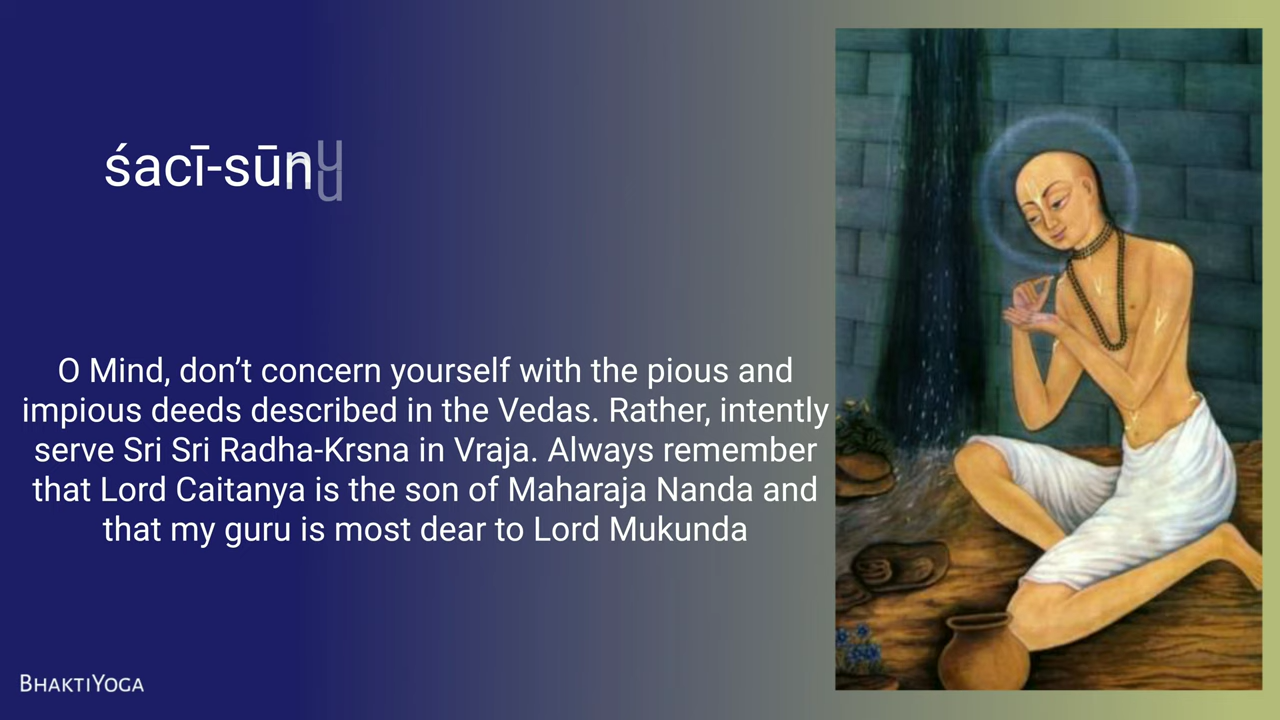 śacī-sūnu
O Mind, don’t concern yourself with the pious and
impious deeds described in the Vedas. Rather, intently
serve Sri Sri Radha-Krsna in Vraja. Always remember
that Lord Caitanya is the son of Maharaja Nanda and
that my guru is most dear to Lord Mukunda
BHAKTIYOGA